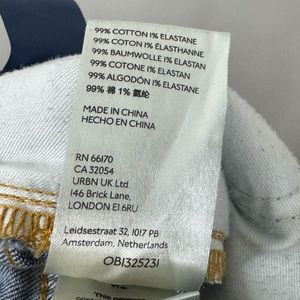 99% COTTON 1% ELASTANE
99% COTON 1% ÉLASTHANNE
99% BAUMWOLLE 1% ELASTAN
99% COTONE 1% ELASTAN
99% ALGODÓN 1% ELASTANO
99% 棉 1% 氨纶
MADE IN CHINA
HECHO EN CHINA
RN 66170
CA 32054
URBN UK Ltd.
146 Brick Lane,
LONDON E1 6RU
Leidsestraat 32, 1017 PB
Amsterdam, Netherlands
OB1325231